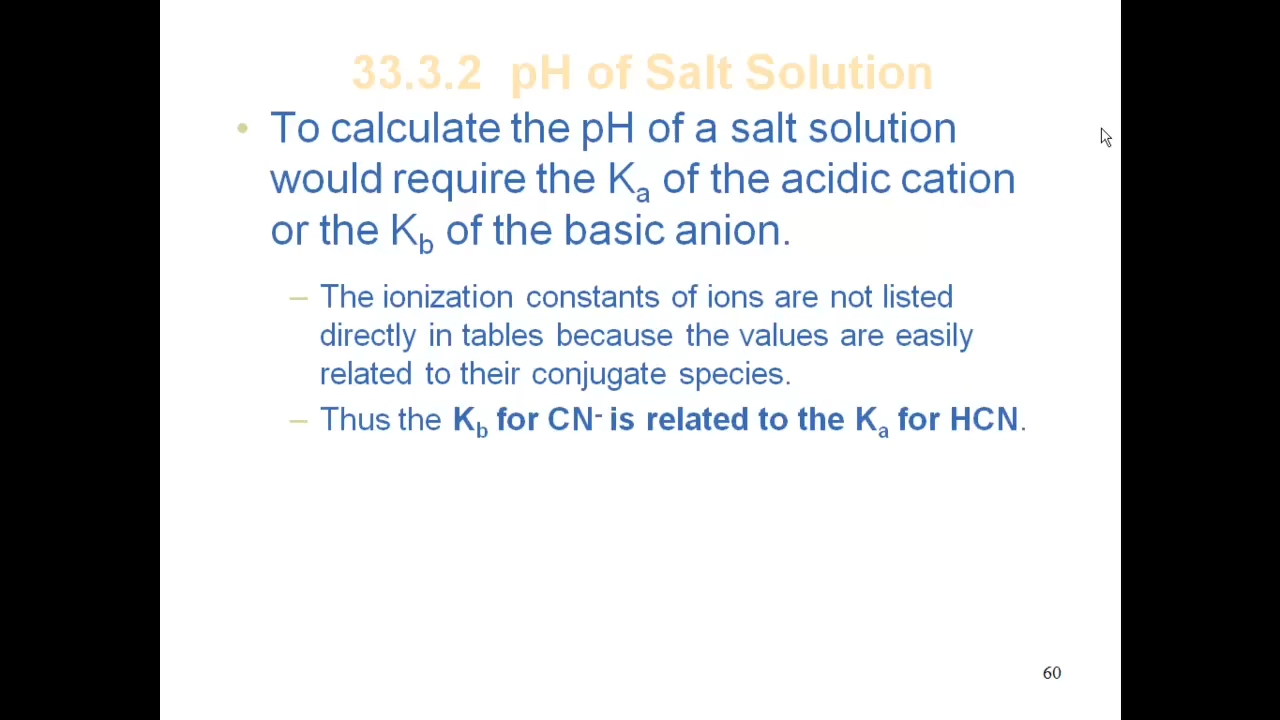 33.3.2 pH of Salt Solution
• To calculate the pH of a salt solution
would require the Ka of the acidic cation
or the Kb of the basic anion.
– The ionization constants of ions are not listed
directly in tables because the values are easily
related to their conjugate species.
– Thus the Kb for CN- is related to the Ka for HCN.
60